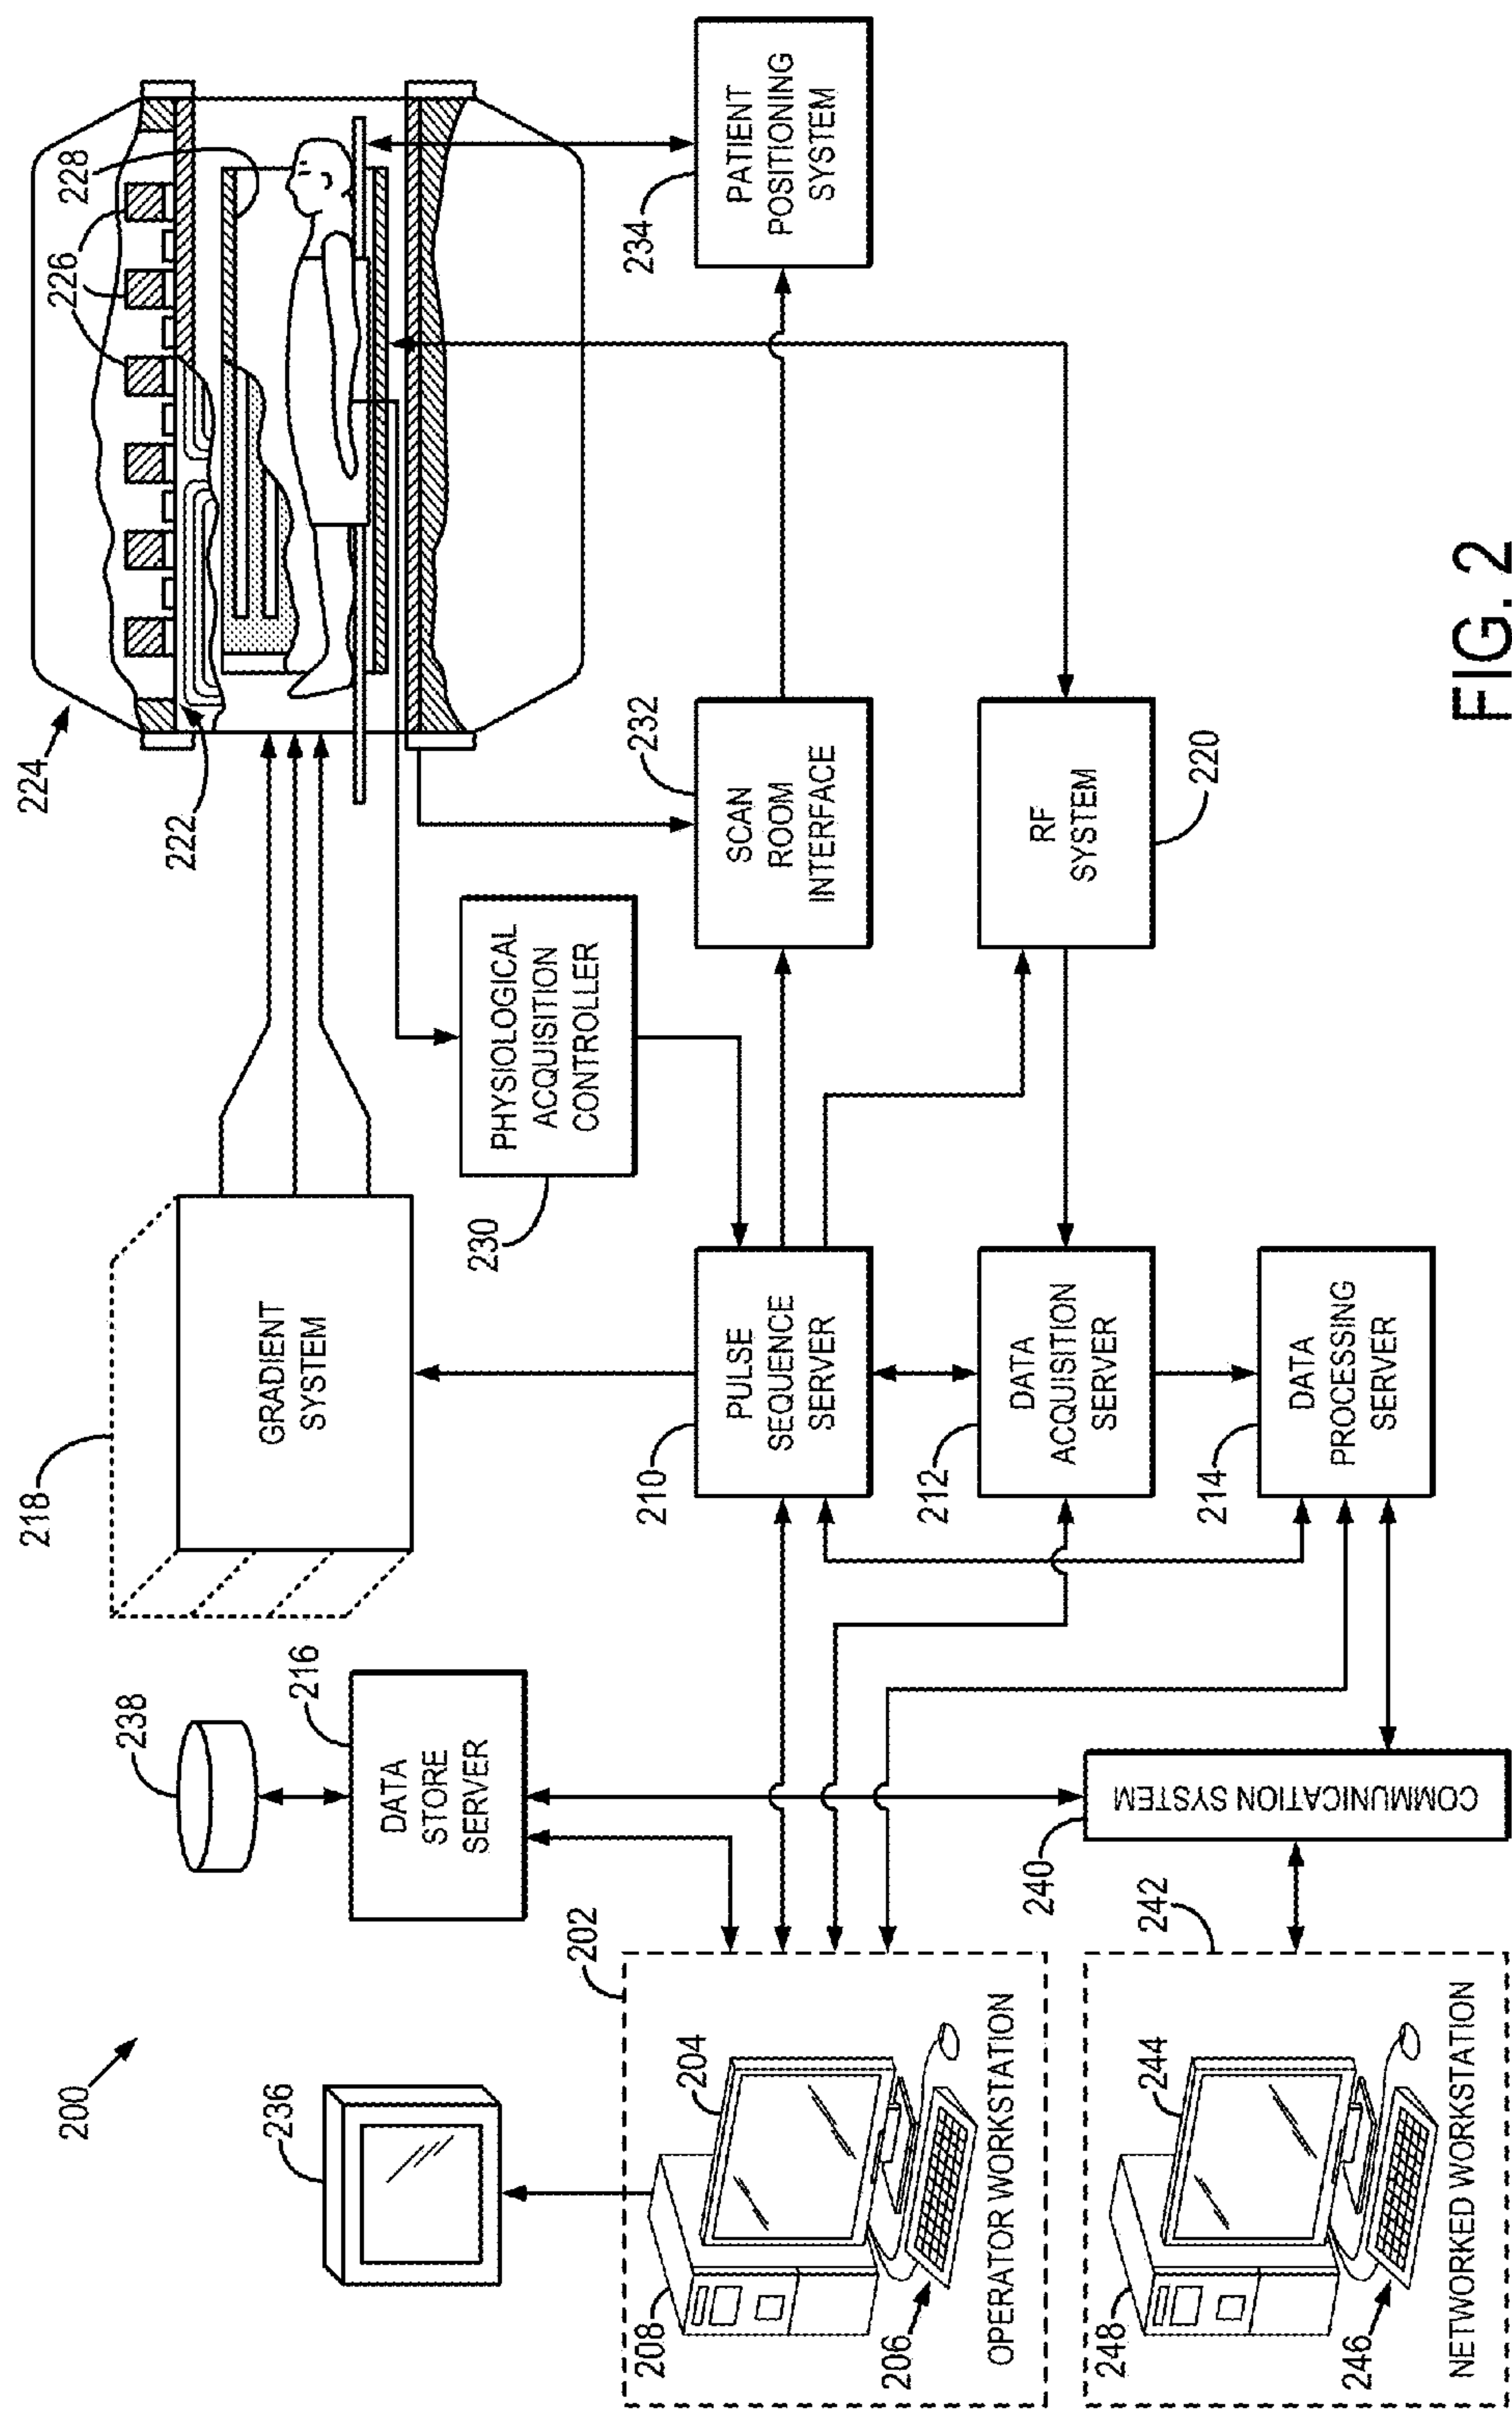 200
236
238
216
DATA
STORE
SERVER
218
GRADIENT
SYSTEM
224
222
226
228
230
PHYSIOLOGICAL
ACQUISITION
CONTROLLER
202
204
208
206
OPERATOR WORKSTATION
210
PULSE
SEQUENCE
SERVER
232
SCAN
ROOM
INTERFACE
234
PATIENT
POSITIONING
SYSTEM
212
DATA
ACQUISITION
SERVER
RF
SYSTEM
220
240
COMMUNICATION SYSTEM
214
DATA
PROCESSING
SERVER
242
244
248
246
NETWORKED WORKSTATION
FIG. 2